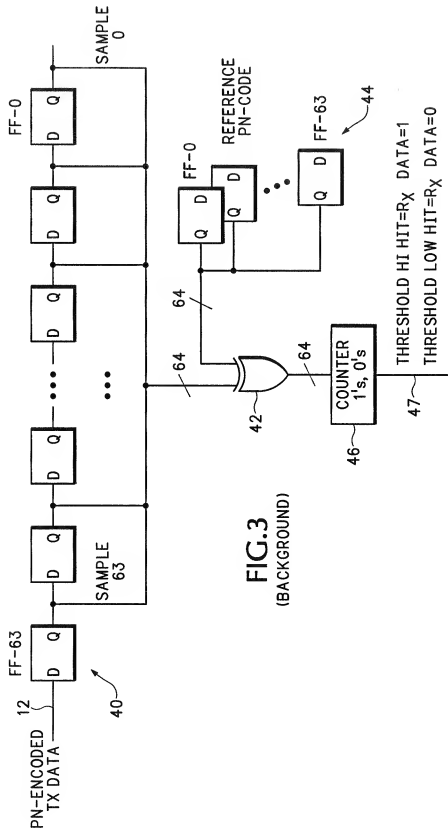 PN-ENCODED
TX DATA
12
40
FF-63
D Q
D Q
D Q
D Q
D Q
FF-0
D Q
SAMPLE
63
SAMPLE
0
64
64
42
64
FF-0
Q D
Q D
REFERENCE
PN-CODE
FF-63
Q D
44
COUNTER
1's, 0's
46
47
THRESHOLD HI HIT=RX DATA=1
THRESHOLD LOW HIT=RX DATA=0
FIG.3
(BACKGROUND)